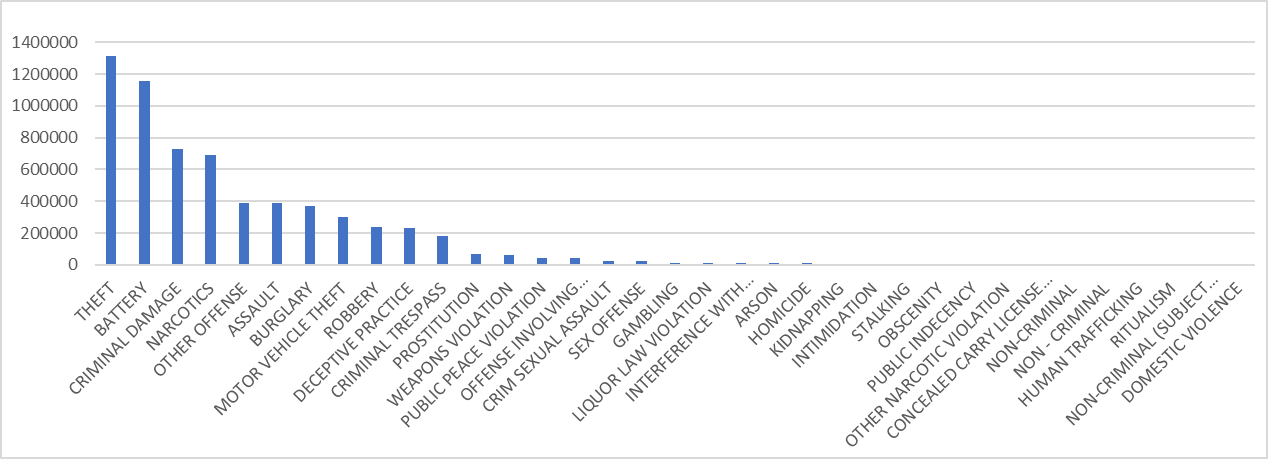 1400000
1200000
1000000
800000
600000
400000
200000
0
THEFT
BATTERY
CRIMINAL DAMAGE
NARCOTICS
OTHER OFFENSE
ASSAULT
BURGLARY
MOTOR VEHICLE THEFT
ROBBERY
DECEPTIVE PRACTICE
CRIMINAL TRESPASS
PROSTITUTION
WEAPONS VIOLATION
PUBLIC PEACE VIOLATION
OFFENSE INVOLVING...
CRIM SEXUAL ASSAULT
SEX OFFENSE
GAMBLING
LIQUOR LAW VIOLATION
INTERFERENCE WITH...
ARSON
HOMICIDE
KIDNAPPING
INTIMIDATION
STALKING
OBSCENITY
PUBLIC INDECENCY
OTHER NARCOTIC VIOLATION
CONCEALED CARRY LICENSE...
NON-CRIMINAL
NON - CRIMINAL
HUMAN TRAFFICKING
RITUALISM
NON-CRIMINAL (SUBJECT...
DOMESTIC VIOLENCE